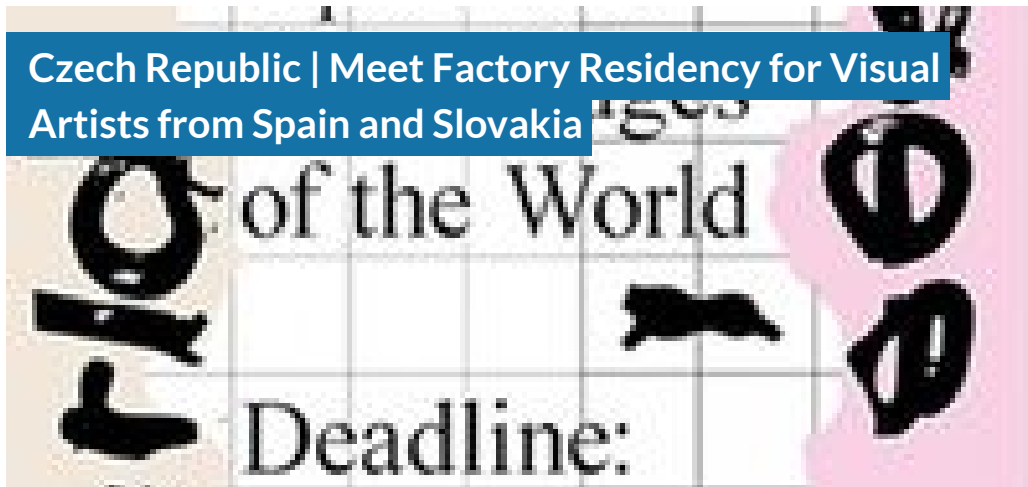 Czech Republic | Meet Factory Residency for Visual
Artists from Spain and Slovakia
of the World
Deadline: